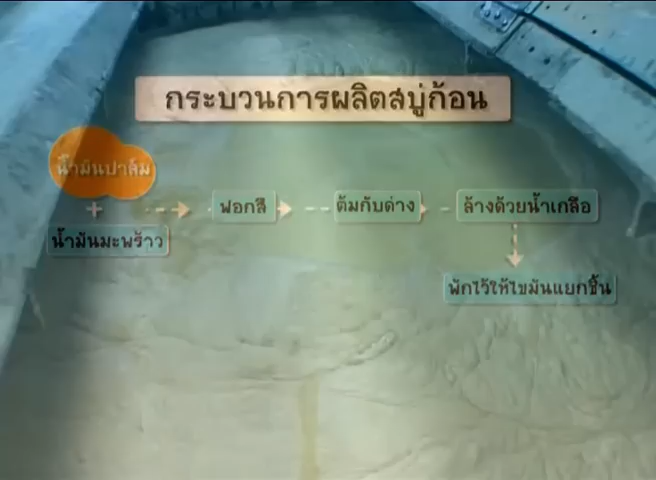 กระบวนการผลิตสบู่ก้อน
น้ำมันปาล์ม
+
น้ำมันมะพร้าว
ฟอกสี
ต้มกับด่าง
ล้างด้วยน้ำเกลือ
พักไว้ให้ไขมันแยกชั้น